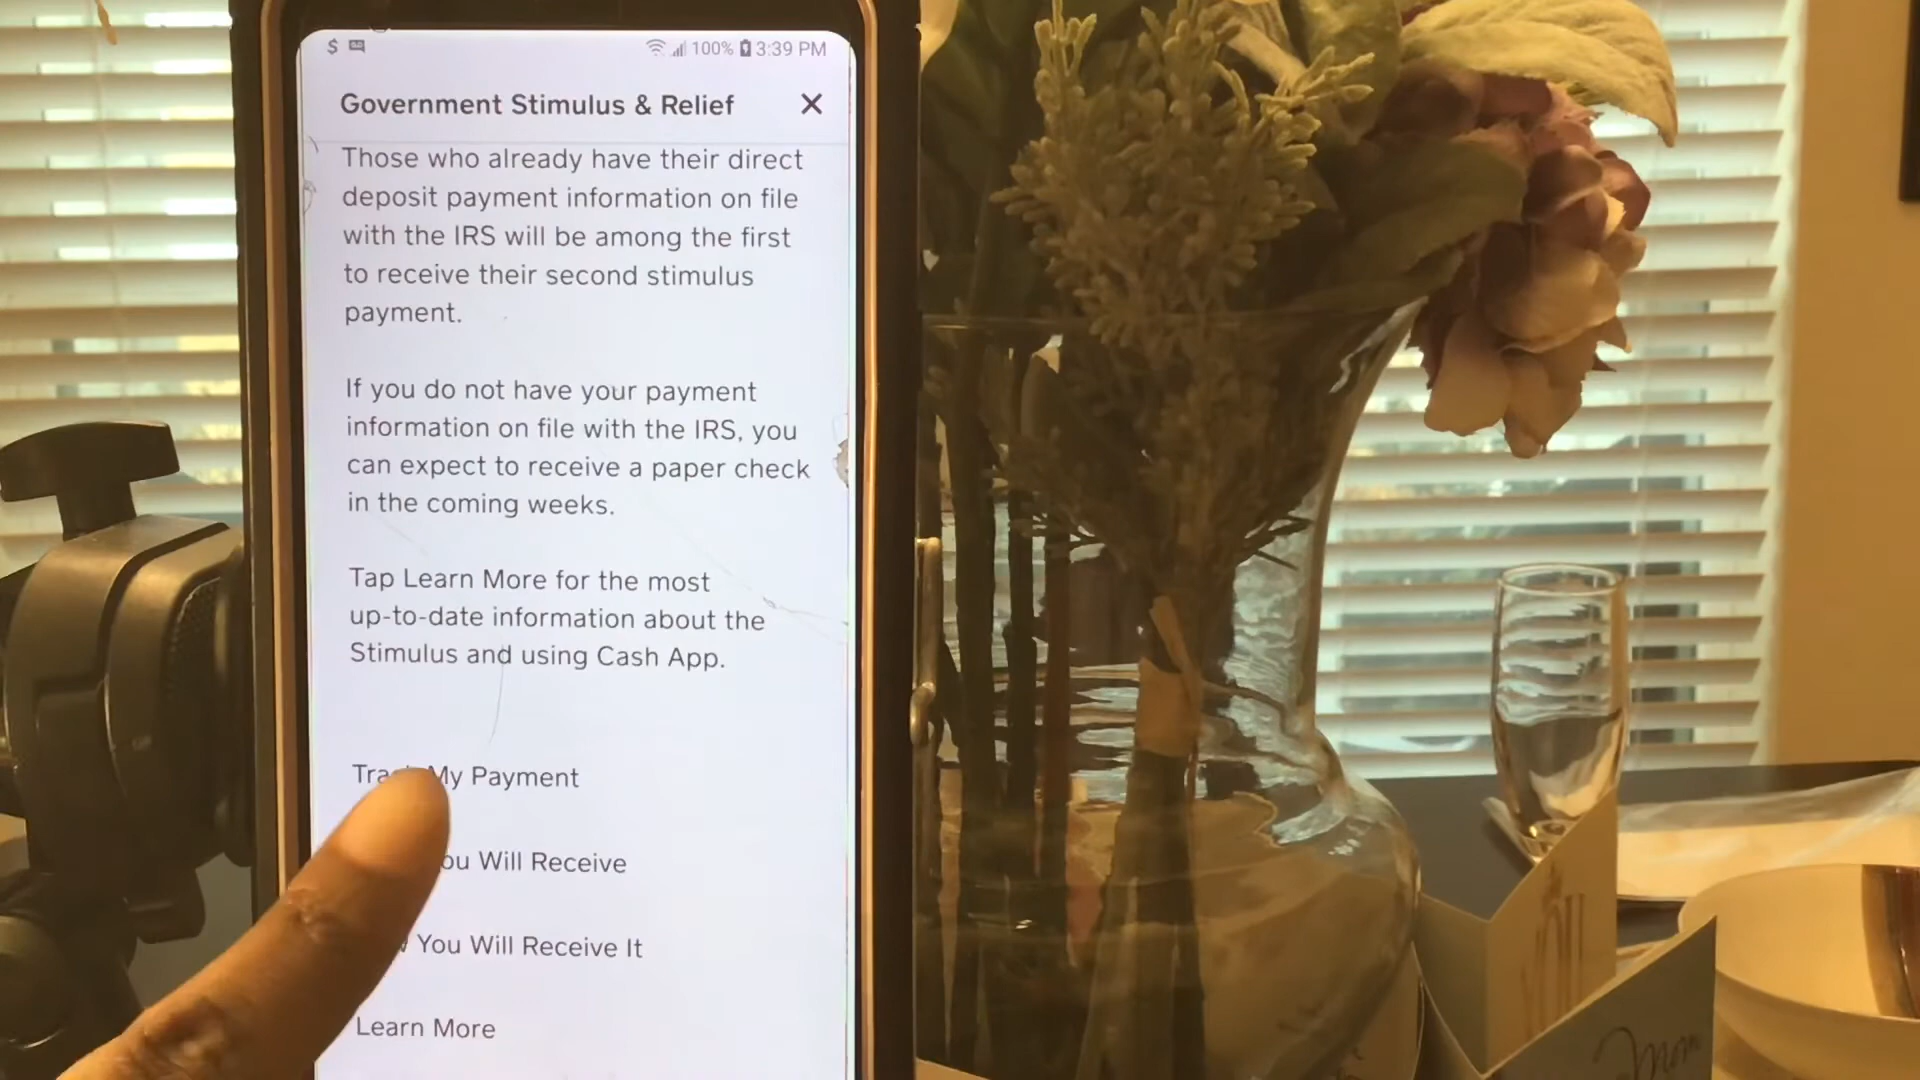 $ 100% 3:39 PM
Government Stimulus & Relief X
Those who already have their direct
deposit payment information on file
with the IRS will be among the first
to receive their second stimulus
payment.
If you do not have your payment
information on file with the IRS, you
can expect to receive a paper check
in the coming weeks.
Tap Learn More for the most
up-to-date information about the
Stimulus and using Cash App.
My Payment
You Will Receive
You Will Receive It
Learn More
YOU
Mom